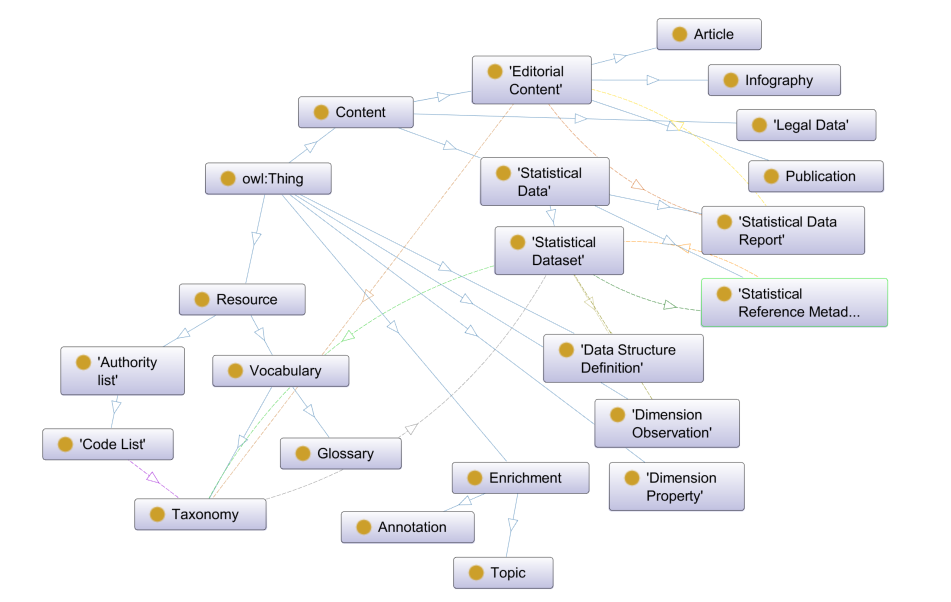 Article
'Editorial
Content'
Infography
Content
'Legal Data'
owl:Thing
'Statistical
Data'
Publication
'Statistical Data
Report'
'Statistical
Dataset'
Resource
'Statistical
Reference Metad...
'Authority
list'
Vocabulary
'Data Structure
Definition'
'Code List'
Glossary
'Dimension
Observation'
Enrichment
'Dimension
Property'
Taxonomy
Annotation
Topic